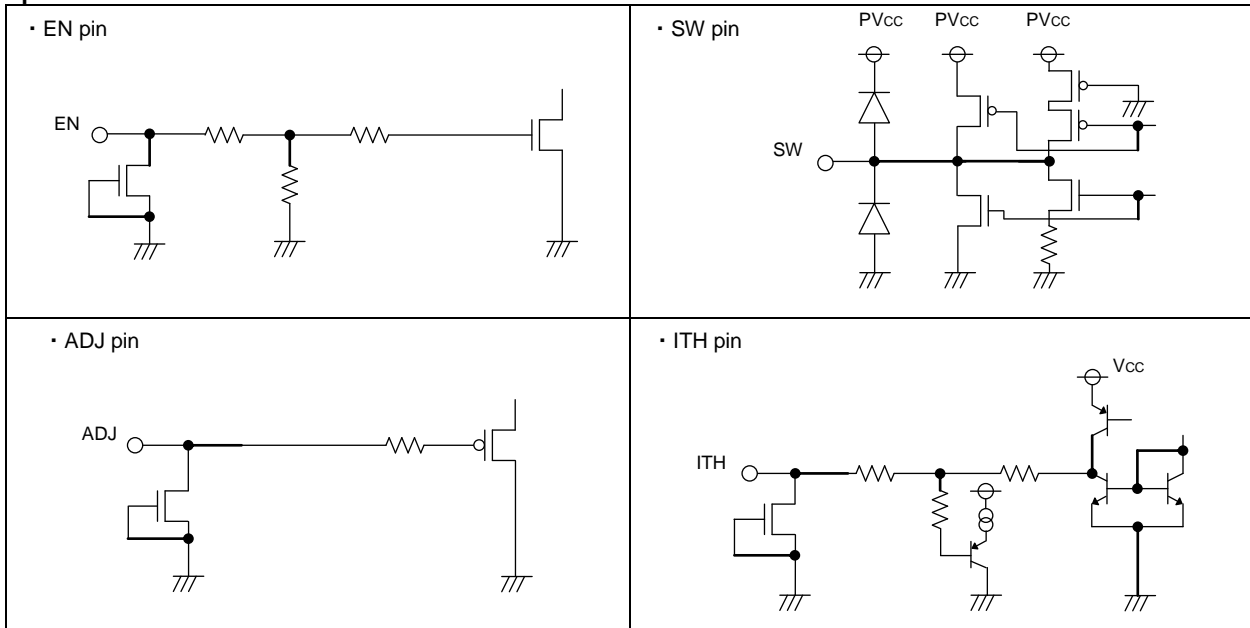 ・EN pin
EN
・SW pin
PVCC PVCC PVCC
SW
・ADJ pin
ADJ
・ITH pin
VCC
ITH